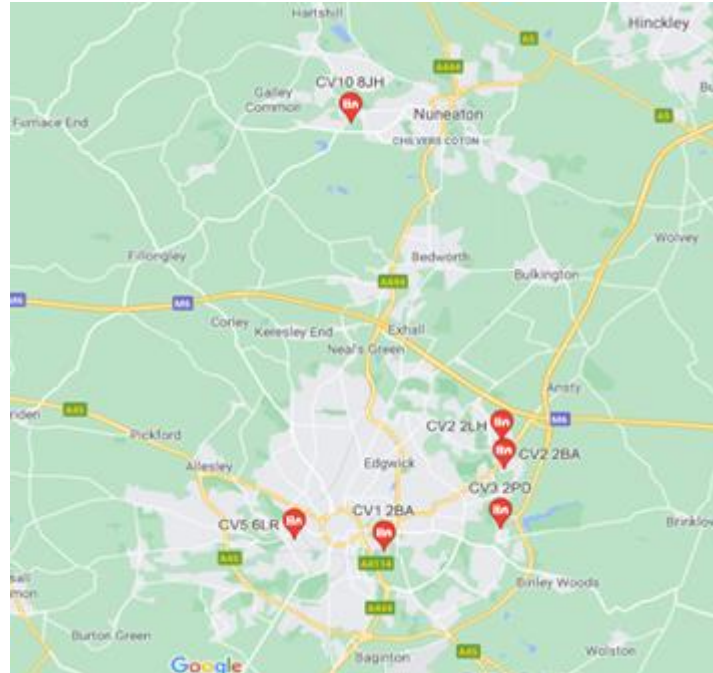 Hartshill
A5
Hinckley
A444
CV10 8JH
Galley
Common
Furnace End
Nuneaton
A5
CHILVERS COTON
Wolvey
Fillongley
Bedworth
Bulkington
A444
M6
M6
Corley
Exhall
Keresley End
Neal's Green
Ansty
A45
M6
CV2 2LH
Pickford
CV2 2BA
Allesley
Edgwick
CV3 2PO
CV1 2BA
CV5 6LR
Brinklow
A45
A4114
Binley Woods
A444
Burton Green
A45
Wolston
Baginton
Google